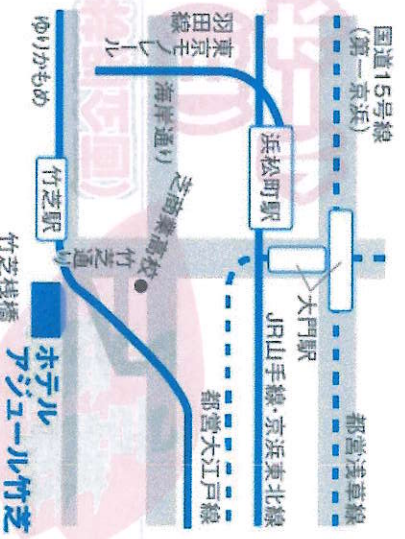 国道15号線
(第一京浜)
都営浅草線
大門駅
浜松町駅
JR山手線・京浜東北線
都営大江戸線
東京モノレール
羽田線
海岸通り
芝商業高校
竹芝通り
ゆりかもめ
竹芝駅
竹芝桟橋
ホテル
アジュール竹芝